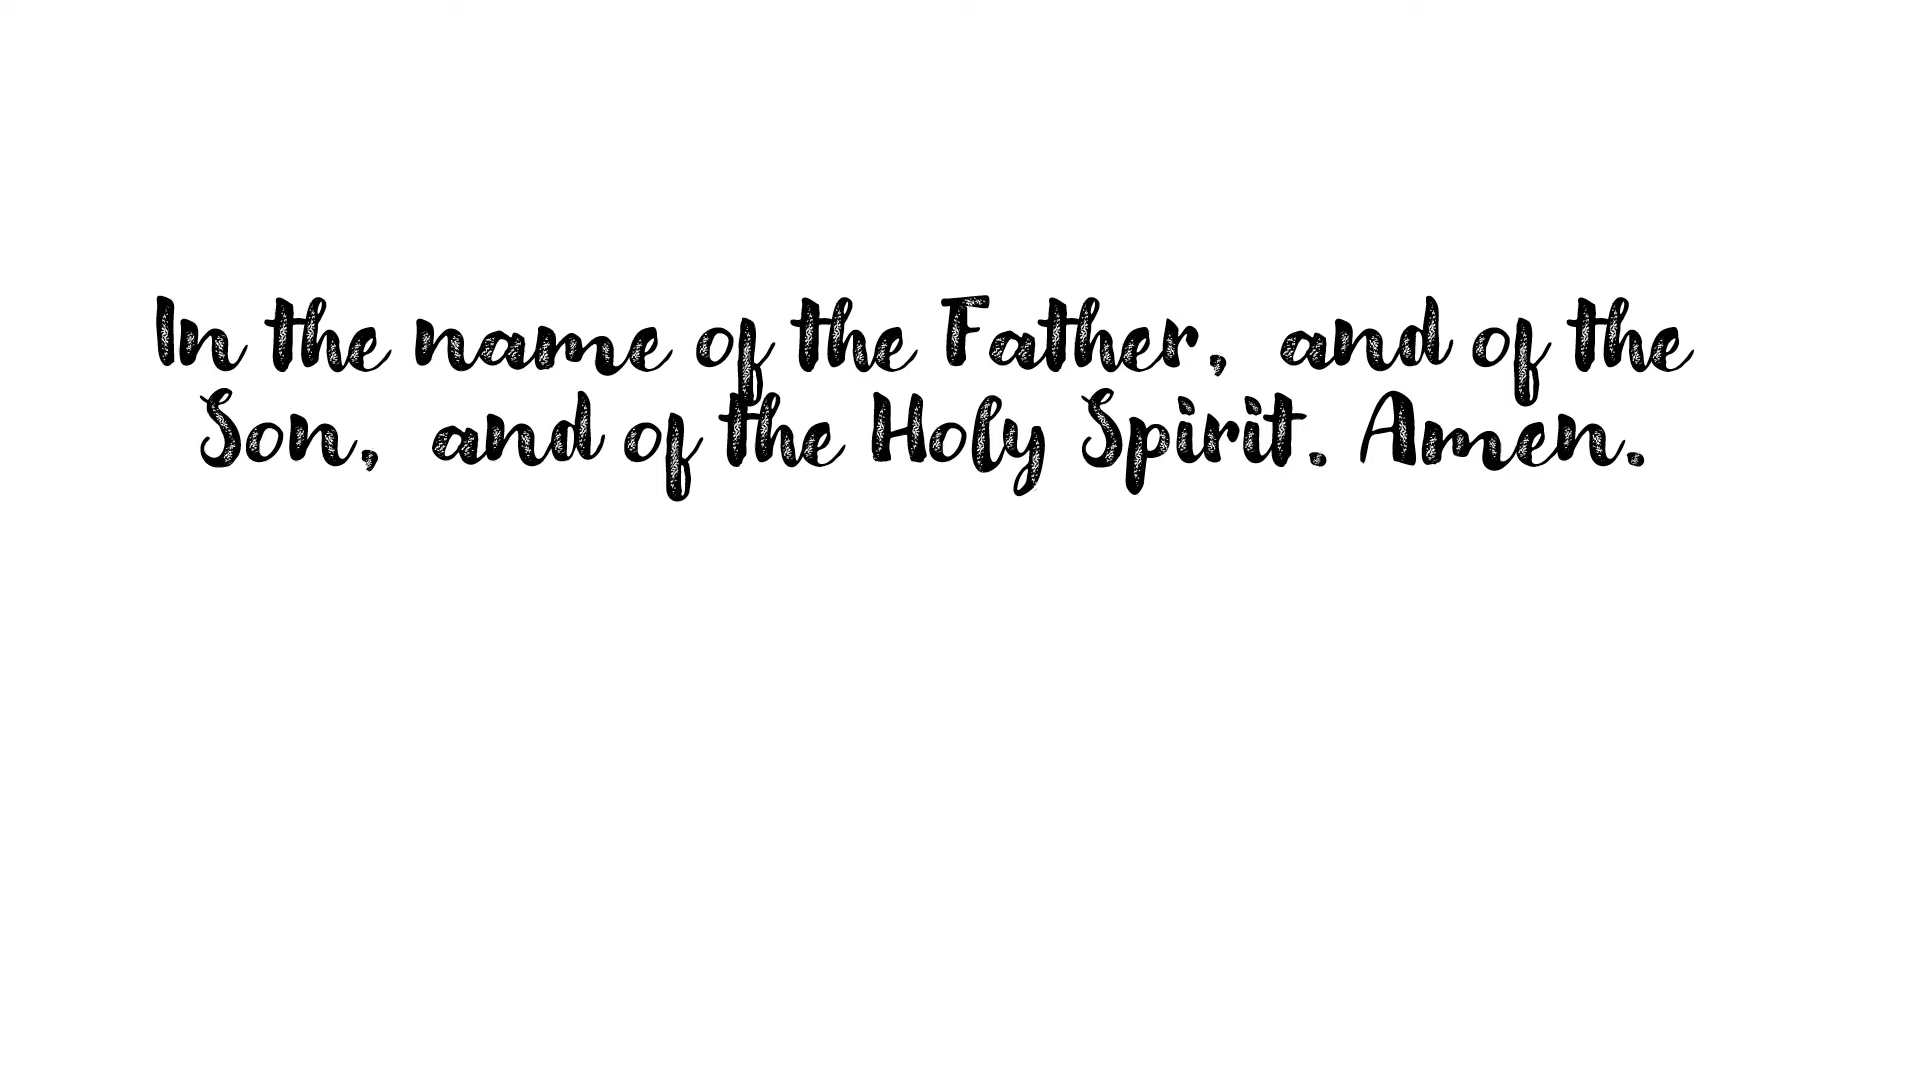 In the name of the Father, and of the
Son, and of the Holy Spirit. Amen.